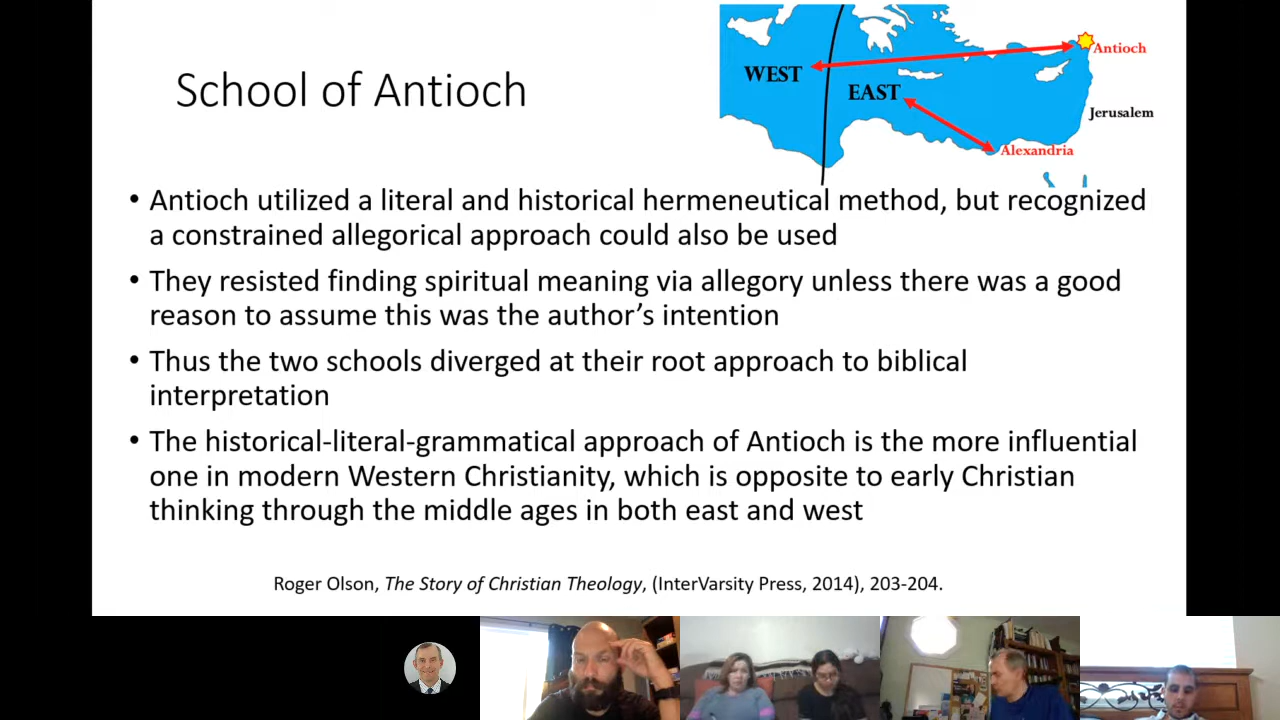 School of Antioch
WEST
EAST
Antioch
Jerusalem
Alexandria
• Antioch utilized a literal and historical hermeneutical method, but recognized
a constrained allegorical approach could also be used
• They resisted finding spiritual meaning via allegory unless there was a good
reason to assume this was the author’s intention
• Thus the two schools diverged at their root approach to biblical
interpretation
• The historical-literal-grammatical approach of Antioch is the more influential
one in modern Western Christianity, which is opposite to early Christian
thinking through the middle ages in both east and west
Roger Olson, The Story of Christian Theology, (InterVarsity Press, 2014), 203-204.